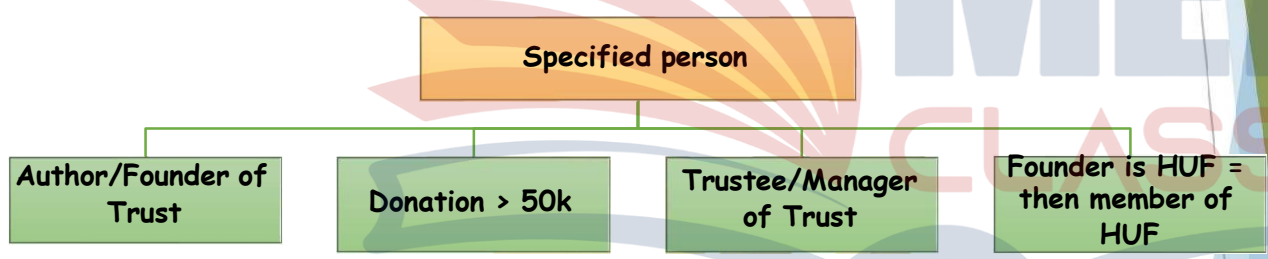 Specified person
Author/Founder of
Trust
Donation > 50k
Trustee/Manager
of Trust
Founder is HUF =
then member of
HUF
CLASS